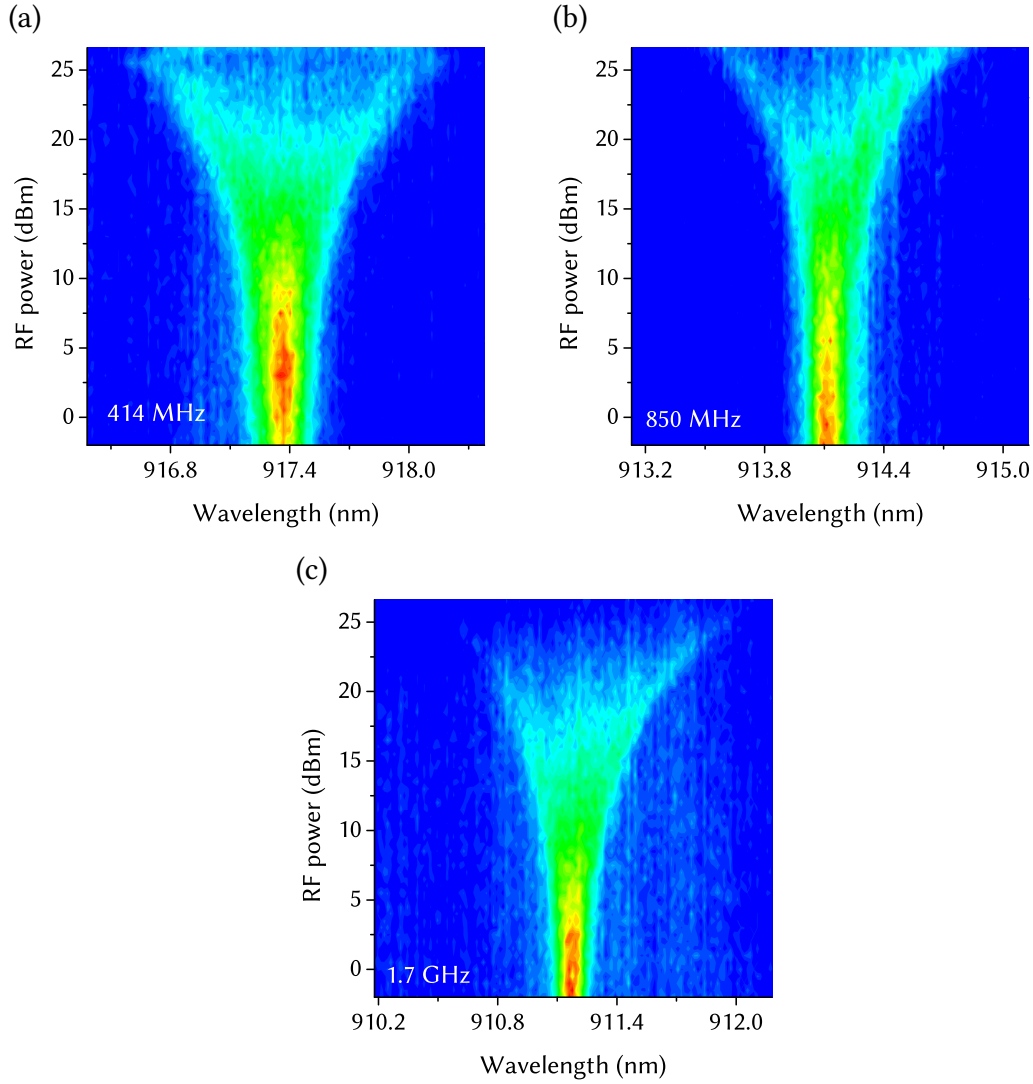 (a)
(b)
25
20
15
10
5
0
RF power (dBm)
414 MHz
916.8
917.4
918.0
Wavelength (nm)
25
20
15
10
5
0
RF power (dBm)
850 MHz
913.2
913.8
914.4
915.0
Wavelength (nm)
(c)
25
20
15
10
5
0
RF power (dBm)
1.7 GHz
910.2
910.8
911.4
912.0
Wavelength (nm)